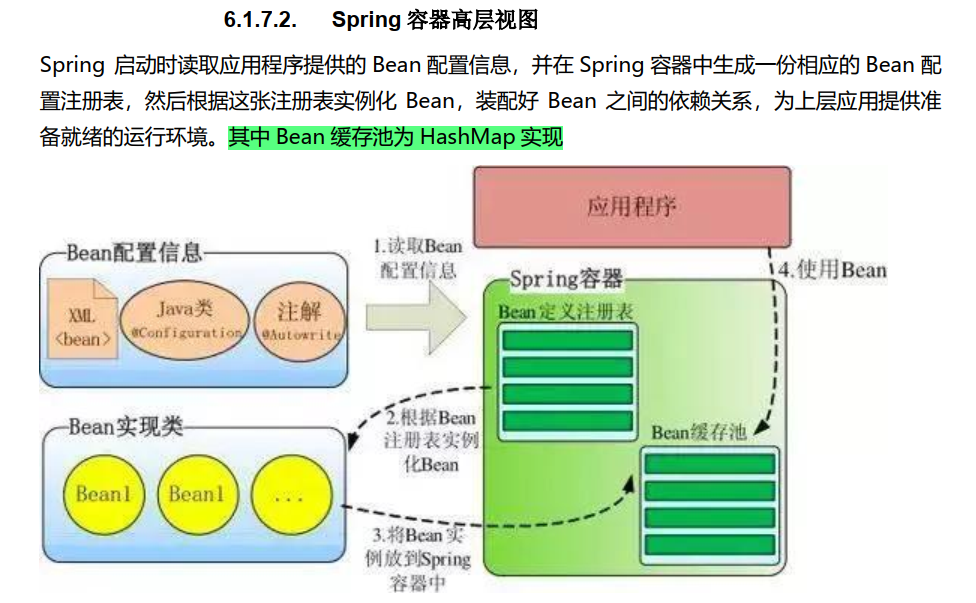 6.1.7.2. Spring 容器高层视图
Spring 启动时读取应用程序提供的 Bean 配置信息，并在 Spring 容器中生成一份相应的 Bean 配
置注册表，然后根据这张注册表实例化 Bean，装配好 Bean 之间的依赖关系，为上层应用提供准
备就绪的运行环境。其中 Bean 缓存池为 HashMap 实现
应用程序
Bean配置信息
1.读取Bean
配置信息
4.使用Bean
Spring容器
XML
<bean>
Java类
@Configuration
注解
@Autowrite
Bean定义注册表
2.根据Bean
注册表实例
化Bean
Bean实现类
Bean缓存池
Bean1
Bean1
...
3.将Bean实
例放到Spring
容器中